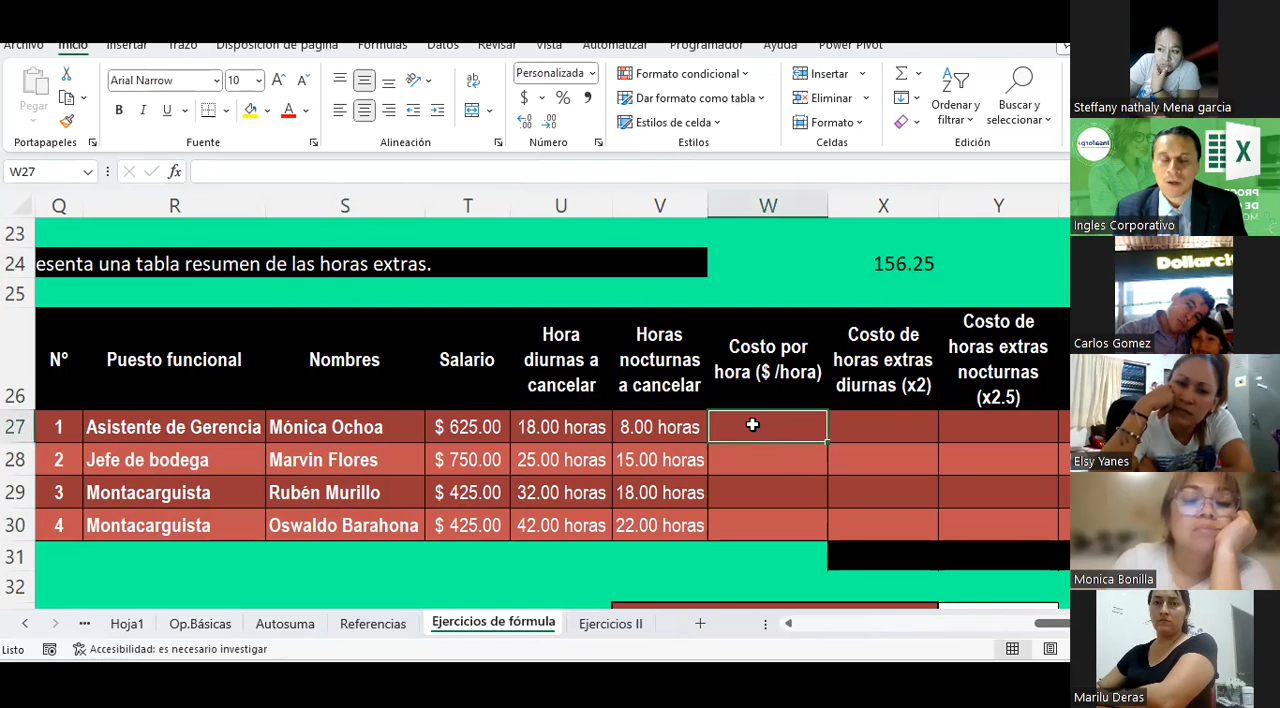 Archivo Inicio Insertar Trazo Disposición de página Fórmulas Datos Revisar Vista Automatizar Programador Ayuda Power Pivot
Pegar
Portapapeles
Arial Narrow 10
N K S
Fuente
Alineación
Personalizada
$ % 000
Número
Formato condicional
Dar formato como tabla
Estilos de celda
Estilos
Insertar
Eliminar
Formato
Celdas
Ordenar y
filtrar
Buscar y
seleccionar
Edición
W27 fx
Q R S T U V W X Y
23
24 esenta una tabla resumen de las horas extras. 156.25
25
26 N° Puesto funcional Nombres Salario Hora diurnas a cancelar Horas nocturnas a cancelar Costo por hora ($ /hora) Costo de horas extras diurnas (x2) Costo de horas extras nocturnas (x2.5)
27 1 Asistente de Gerencia Mónica Ochoa $ 625.00 18.00 horas 8.00 horas
28 2 Jefe de bodega Marvin Flores $ 750.00 25.00 horas 15.00 horas
29 3 Montacarguista Rubén Murillo $ 425.00 32.00 horas 18.00 horas
30 4 Montacarguista Oswaldo Barahona $ 425.00 42.00 horas 22.00 horas
31
32
Hoja1 Op.Básicas Autosuma Referencias Ejercicios de fórmula Ejercicios II
Listo Accesibilidad: es necesario investigar
Steffany nathaly Mena garcia
X
Ingles Corporativo
Dollarci
Carlos Gomez
Elsy Yanes
Monica Bonilla
Marilu Deras